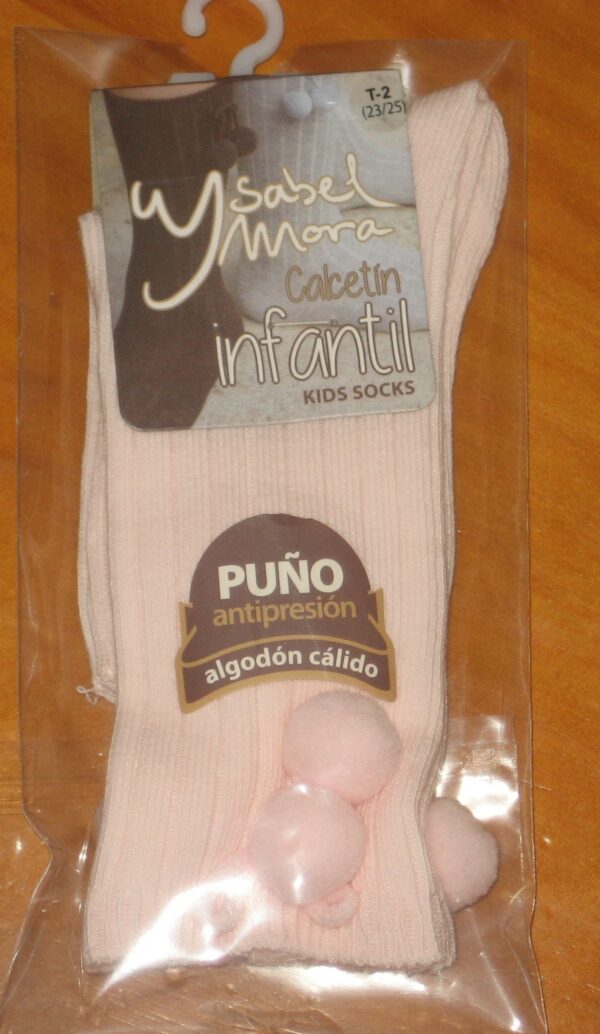 T-2
(23/25)
Ysabel
Mora
Calcetín
infantil
KIDS SOCKS
PUÑO
antipresión
algodón cálido